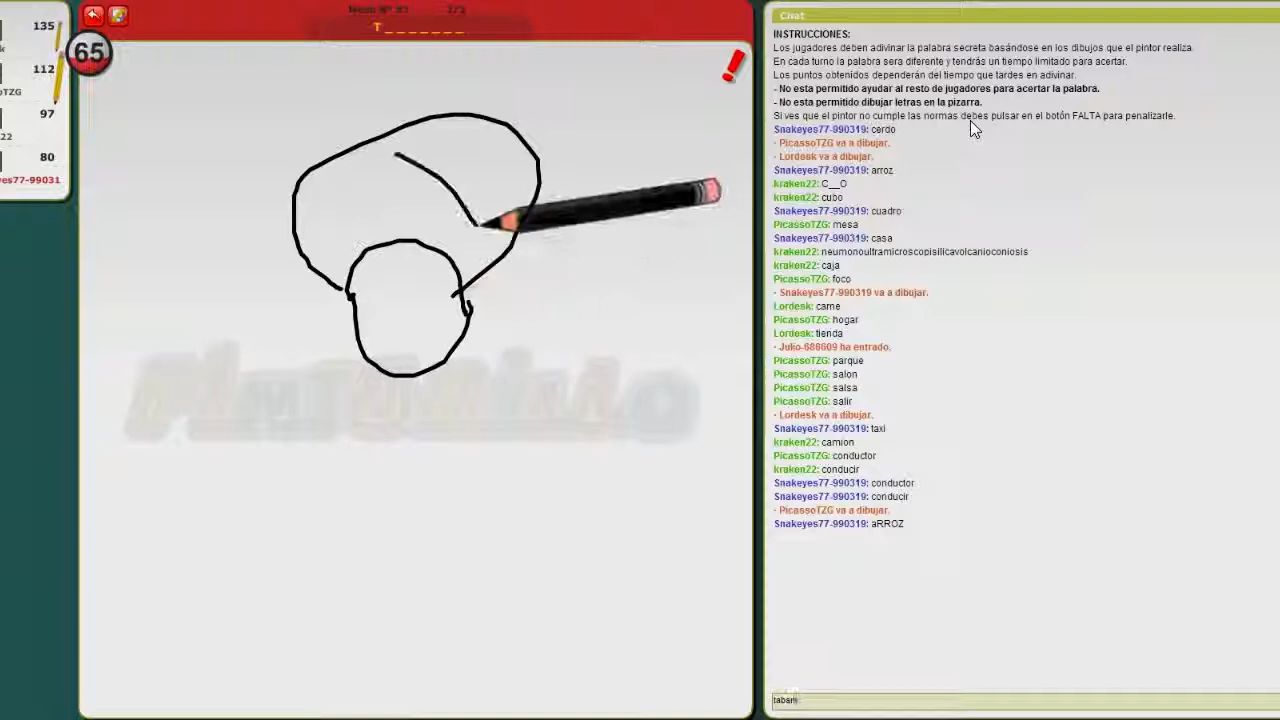 135
k
112
oTZG
97
22
80
es77-99031
65
2/2
T _ _ _ _ _ _ _
Chat
INSTRUCCIONES:
Los jugadores deben adivinar la palabra secreta basándose en los dibujos que el pintor realiza.
En cada turno la palabra sera diferente y tendrás un tiempo limitado para acertar.
Los puntos obtenidos dependerán del tiempo que tardes en adivinar.
- No esta permitido ayudar al resto de jugadores para acertar la palabra.
- No esta permitido dibujar letras en la pizarra.
Si ves que el pintor no cumple las normas debes pulsar en el botón FALTA para penalizarle.
Snakeyes77-990319: cerdo
· PicassoTZG va a dibujar.
· Lordesk va a dibujar.
Snakeyes77-990319: arroz
kraken22: C__O
kraken22: cubo
Snakeyes77-990319: cuadro
PicassoTZG: mesa
Snakeyes77-990319: casa
kraken22: neumonoultramicroscopisilicavolcanioconiosis
kraken22: caja
PicassoTZG: foco
· Snakeyes77-990319 va a dibujar.
Lordesk: carne
PicassoTZG: hogar
Lordesk: tienda
· Julio-686609 ha entrado.
PicassoTZG: parque
PicassoTZG: salon
PicassoTZG: salsa
PicassoTZG: salir
· Lordesk va a dibujar.
Snakeyes77-990319: taxi
kraken22: camion
PicassoTZG: conductor
kraken22: conducir
Snakeyes77-990319: conductor
Snakeyes77-990319: conducir
· PicassoTZG va a dibujar.
Snakeyes77-990319: aRROZ